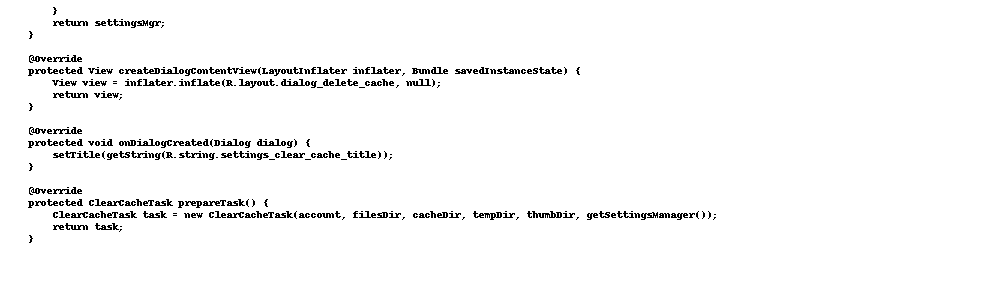 }
return settingsMgr;
}
@Override
protected View createDialogContentView(LayoutInflater inflater, Bundle savedInstanceState) {
View view = inflater.inflate(R.layout.dialog_delete_cache, null);
return view;
}
@Override
protected void onDialogCreated(Dialog dialog) {
setTitle(getString(R.string.settings_clear_cache_title));
}
@Override
protected ClearCacheTask prepareTask() {
ClearCacheTask task = new ClearCacheTask(account, filesDir, cacheDir, tempDir, thumbDir, getSettingsManager());
return task;
}